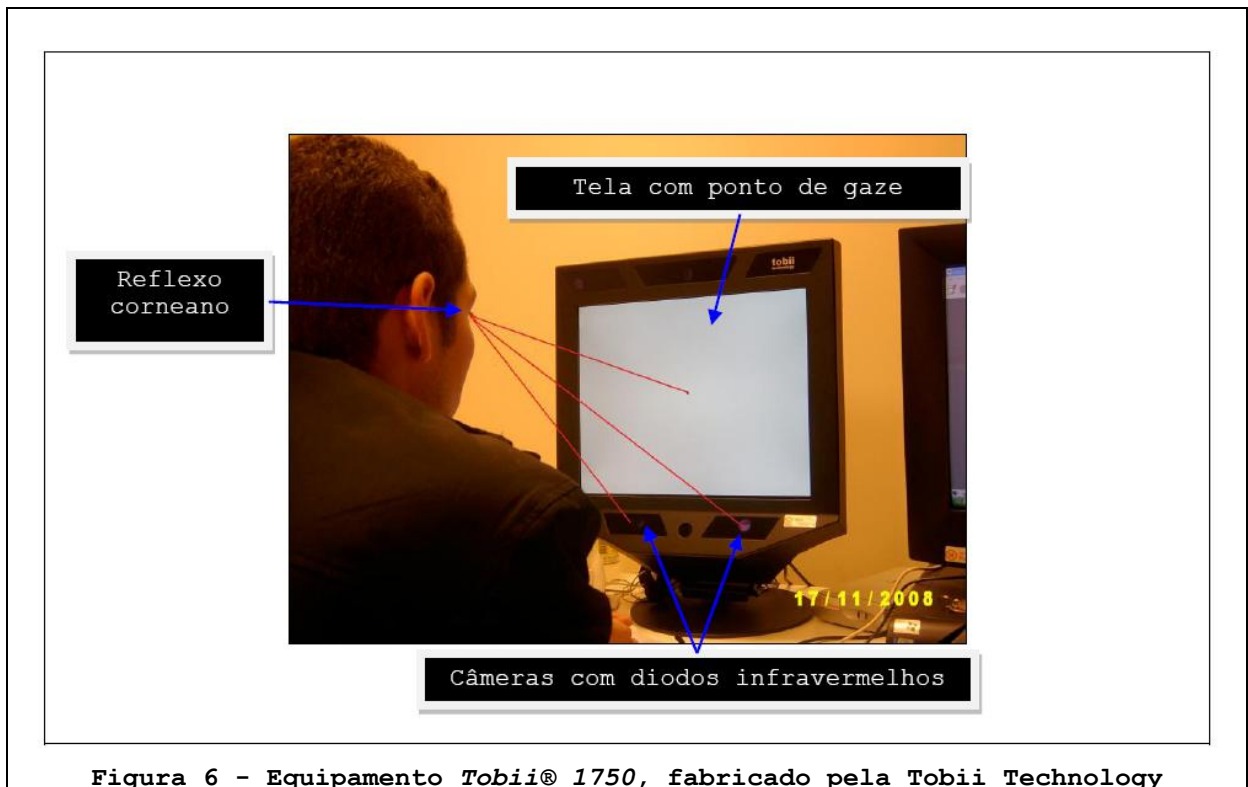 Tela com ponto de gaze
tobii
Reflexo
corneano
17/11/2008
Câmeras com diodos infravermelhos
Figura 6 - Equipamento Tobii® 1750, fabricado pela Tobii Technology